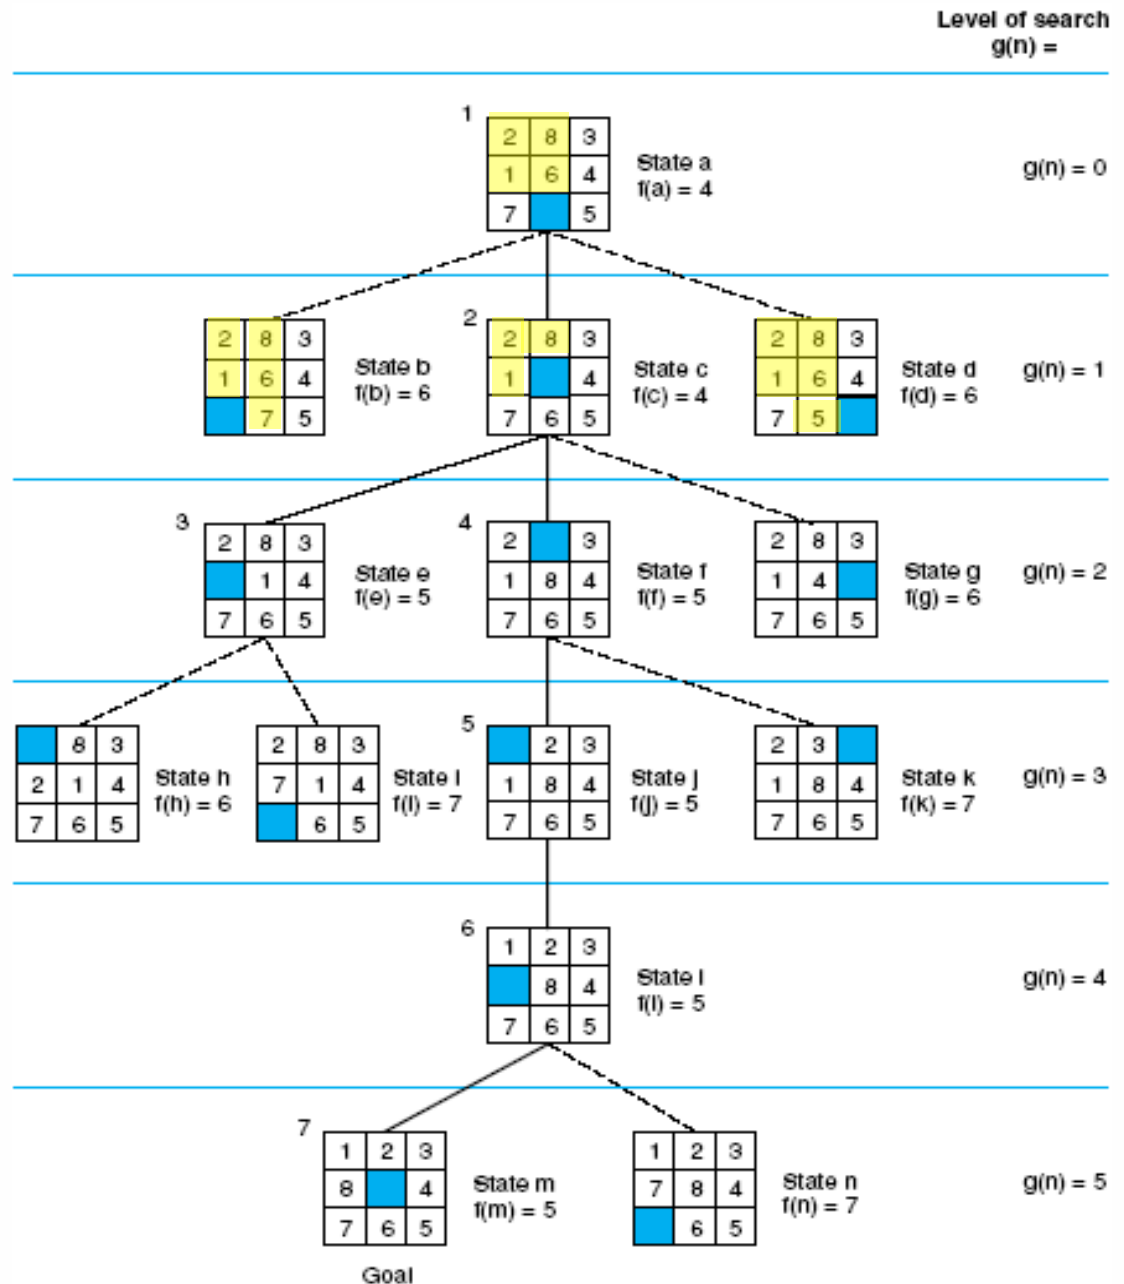 Level of search
g(n) =
1
2 8 3
1 6 4
7 5
State a
f(a) = 4
g(n) = 0
2 8 3
1 6 4
7 5
State b
f(b) = 6
2
2 8 3
1 4
7 6 5
State c
f(c) = 4
2 8 3
1 6 4
7 5
State d
f(d) = 6
g(n) = 1
3
2 8 3
1 4
7 6 5
State e
f(e) = 5
4
2 3
1 8 4
7 6 5
State f
f(f) = 5
2 8 3
1 4
7 6 5
State g
f(g) = 6
g(n) = 2
8 3
2 1 4
7 6 5
State h
f(h) = 6
2 8 3
7 1 4
6 5
State i
f(i) = 7
5
2 3
1 8 4
7 6 5
State j
f(j) = 5
2 3
1 8 4
7 6 5
State k
f(k) = 7
g(n) = 3
6
1 2 3
8 4
7 6 5
State l
f(l) = 5
g(n) = 4
7
1 2 3
8 4
7 6 5
State m
f(m) = 5
Goal
1 2 3
7 8 4
6 5
State n
f(n) = 7
g(n) = 5